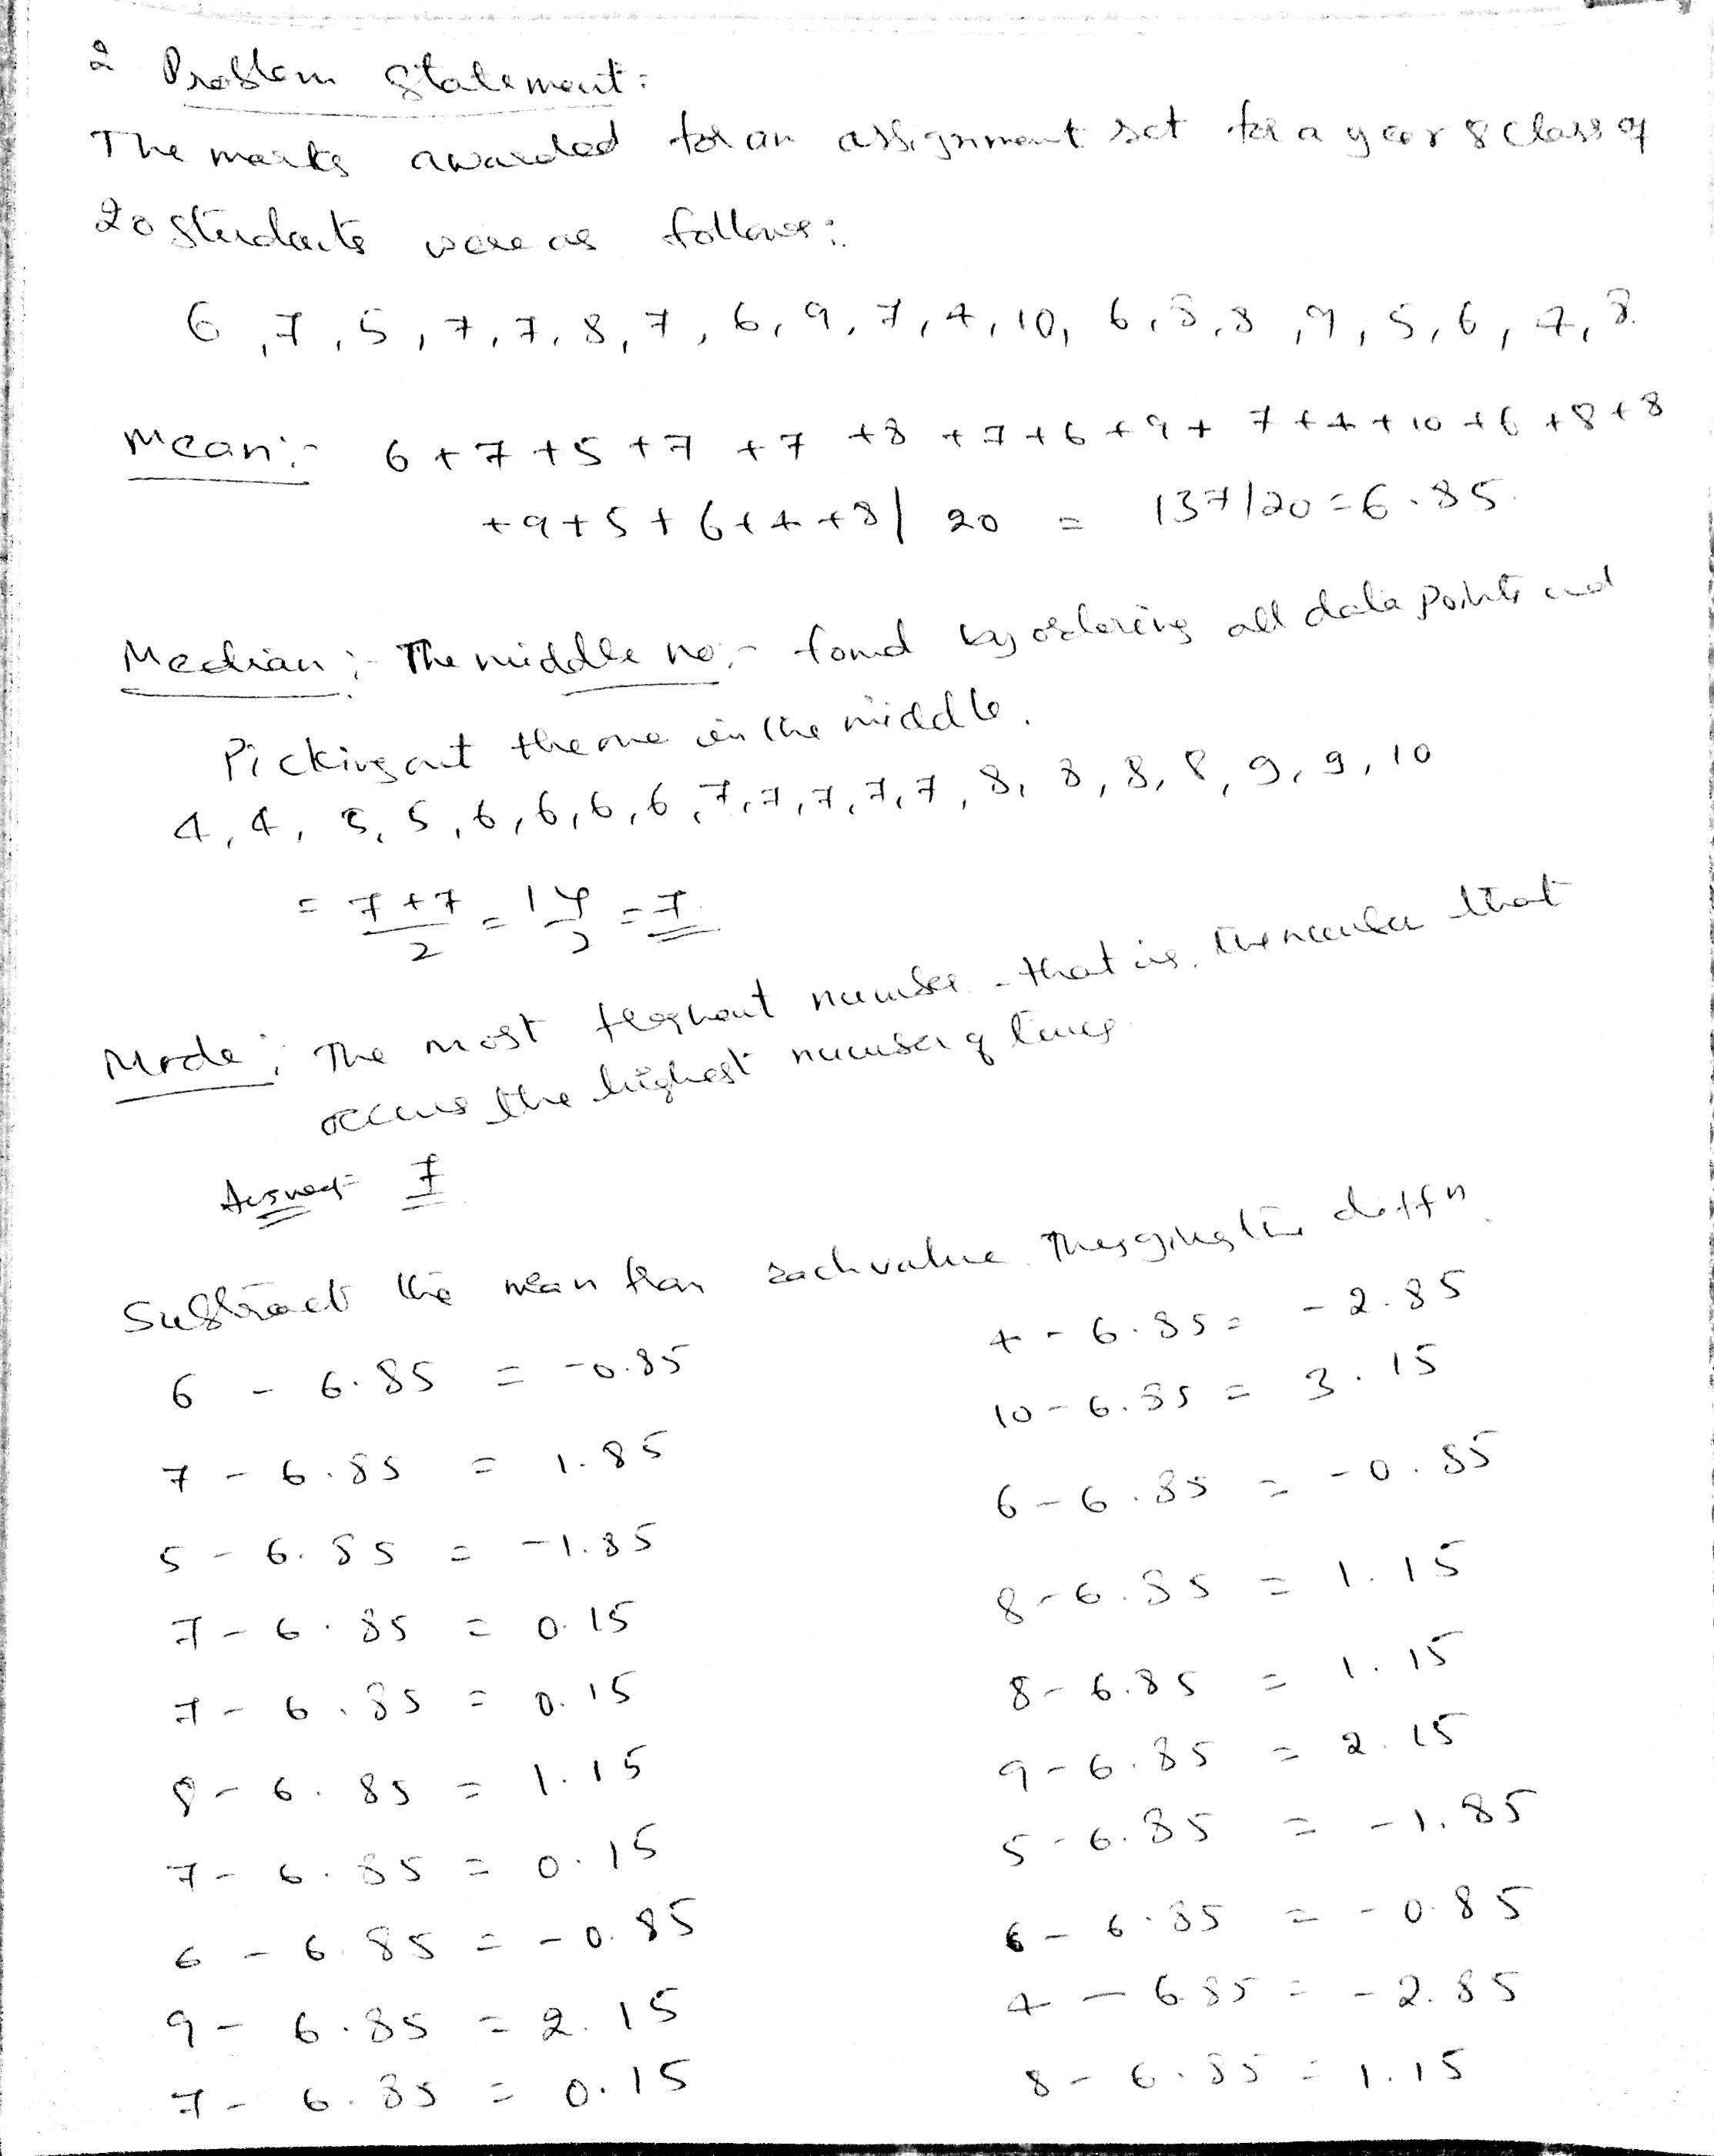 2 Problem Statement:
The marks awarded for an assignment set for a year 8 class of
20 students were as follows:
6, 7, 5, 7, 7, 8, 7, 6, 9, 7, 4, 10, 6, 8, 8, 9, 5, 6, 4, 8.
Mean:- 6 + 7 + 5 + 7 + 7 + 8 + 7 + 6 + 9 + 7 + 4 + 10 + 6 + 8 + 8
+ 9 + 5 + 6 + 4 + 8 / 20 = 137/20 = 6.85.
Median:- The middle no:- found by ordering all data points and
Picking out the one in the middle.
4, 4, 5, 5, 6, 6, 6, 6, 7, 7, 7, 7, 7, 8, 8, 8, 8, 9, 9, 10
= 7+7/2 = 14/2 = 7.
Mode: The most frequent number - that is, the number that
occurs the highest number of times
Answer = 7
Subtract the mean from each value. This gives the diffn.
6 - 6.85 = -0.85
7 - 6.85 = 1.85
5 - 6.85 = -1.85
7 - 6.85 = 0.15
7 - 6.85 = 0.15
8 - 6.85 = 1.15
7 - 6.85 = 0.15
6 - 6.85 = -0.85
9 - 6.85 = 2.15
7 - 6.85 = 0.15
4 - 6.85 = -2.85
10 - 6.85 = 3.15
6 - 6.85 = -0.85
8 - 6.85 = 1.15
8 - 6.85 = 1.15
9 - 6.85 = 2.15
5 - 6.85 = -1.85
6 - 6.85 = -0.85
4 - 6.85 = -2.85
8 - 6.85 = 1.15